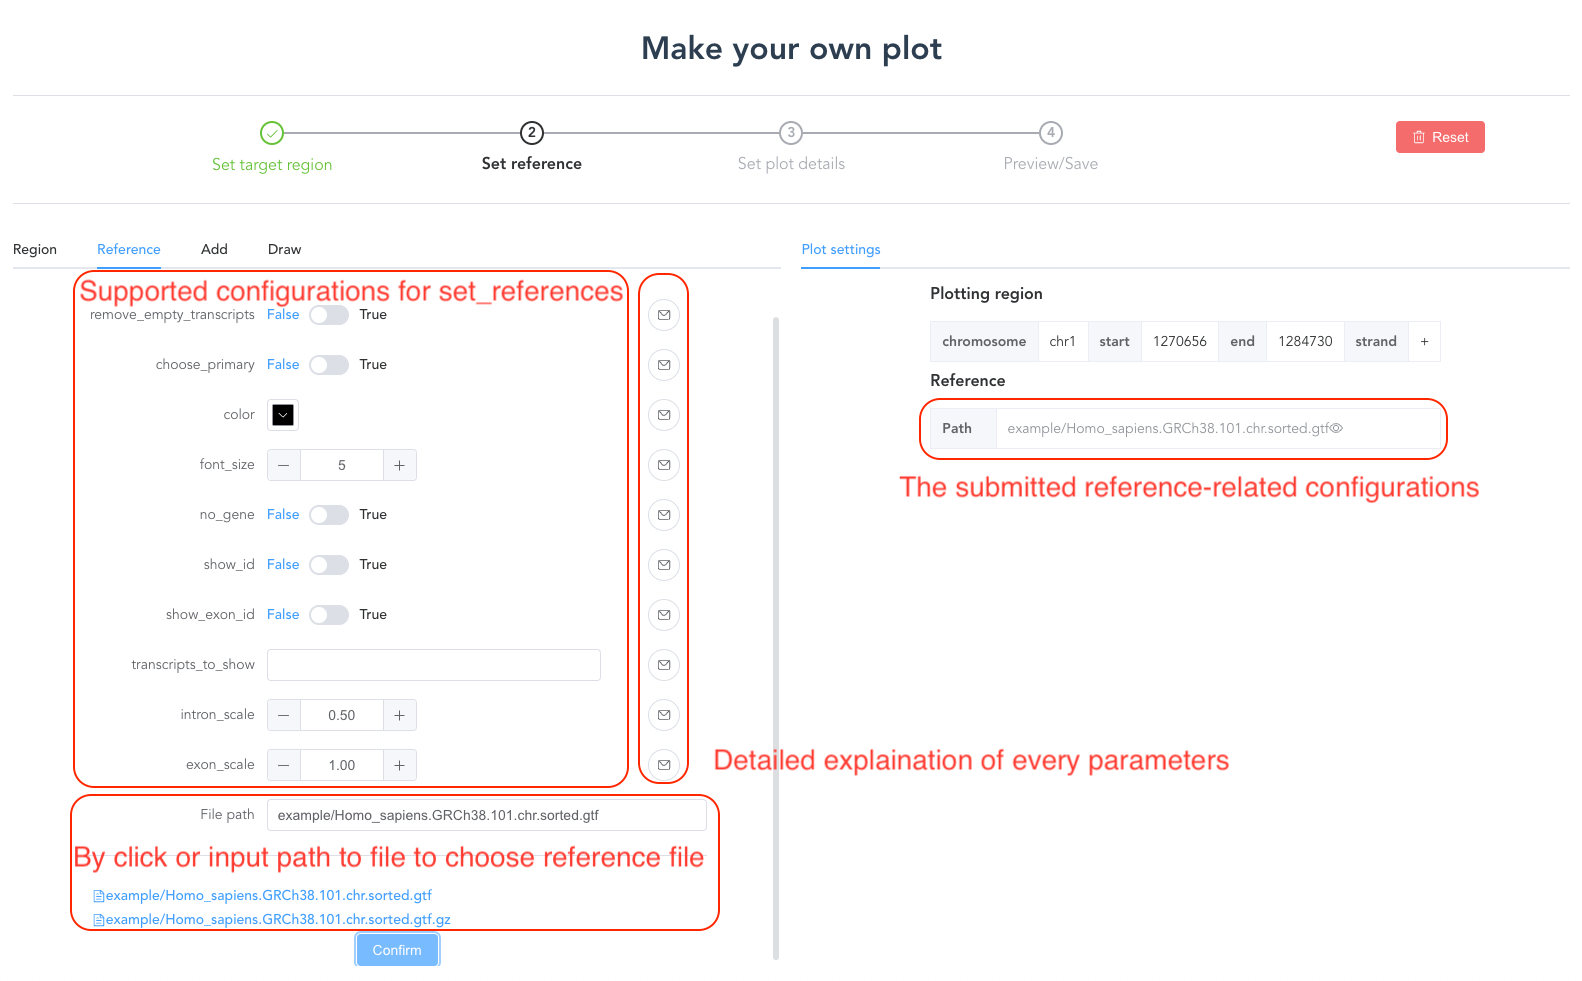 Make your own plot
2 3 4
Set target region Set reference Set plot details Preview/Save
Reset
Region Reference Add Draw
Supported configurations for set_references
remove_empty_transcripts False True
choose_primary False True
color
font_size 5
no_gene False True
show_id False True
show_exon_id False True
transcripts_to_show
intron_scale 0.50
exon_scale 1.00
Detailed explaination of every parameters
File path example/Homo_sapiens.GRCh38.101.chr.sorted.gtf
By click or input path to file to choose reference file
example/Homo_sapiens.GRCh38.101.chr.sorted.gtf
example/Homo_sapiens.GRCh38.101.chr.sorted.gtf.gz
Confirm
Plot settings
Plotting region
chromosome chr1 start 1270656 end 1284730 strand +
Reference
Path example/Homo_sapiens.GRCh38.101.chr.sorted.gtf
The submitted reference-related configurations